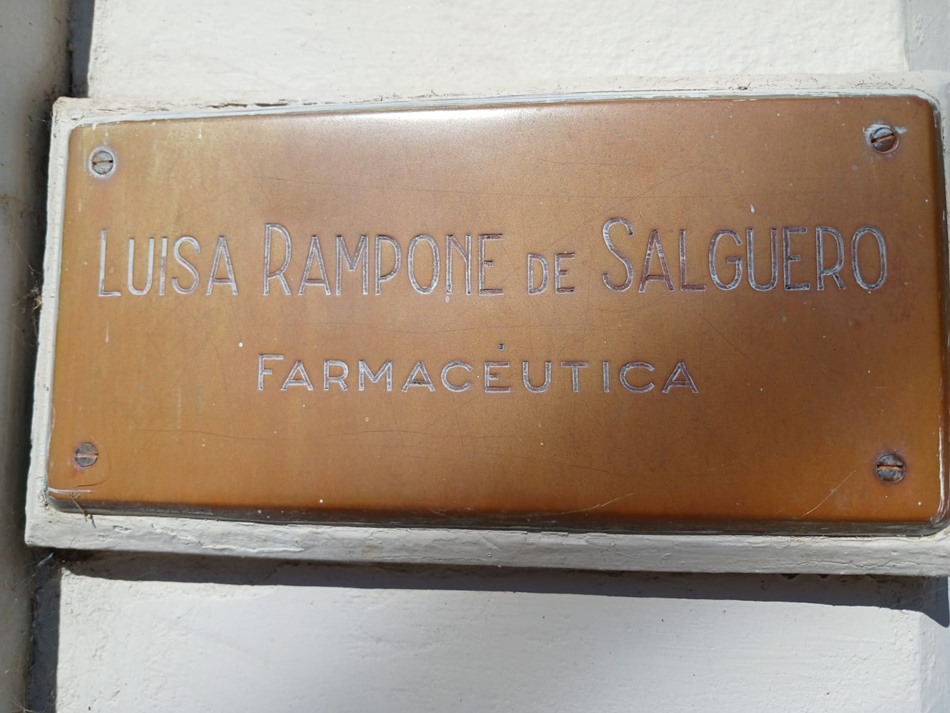 LUISA RAMPONE DE SALGUERO
FARMACÉUTICA